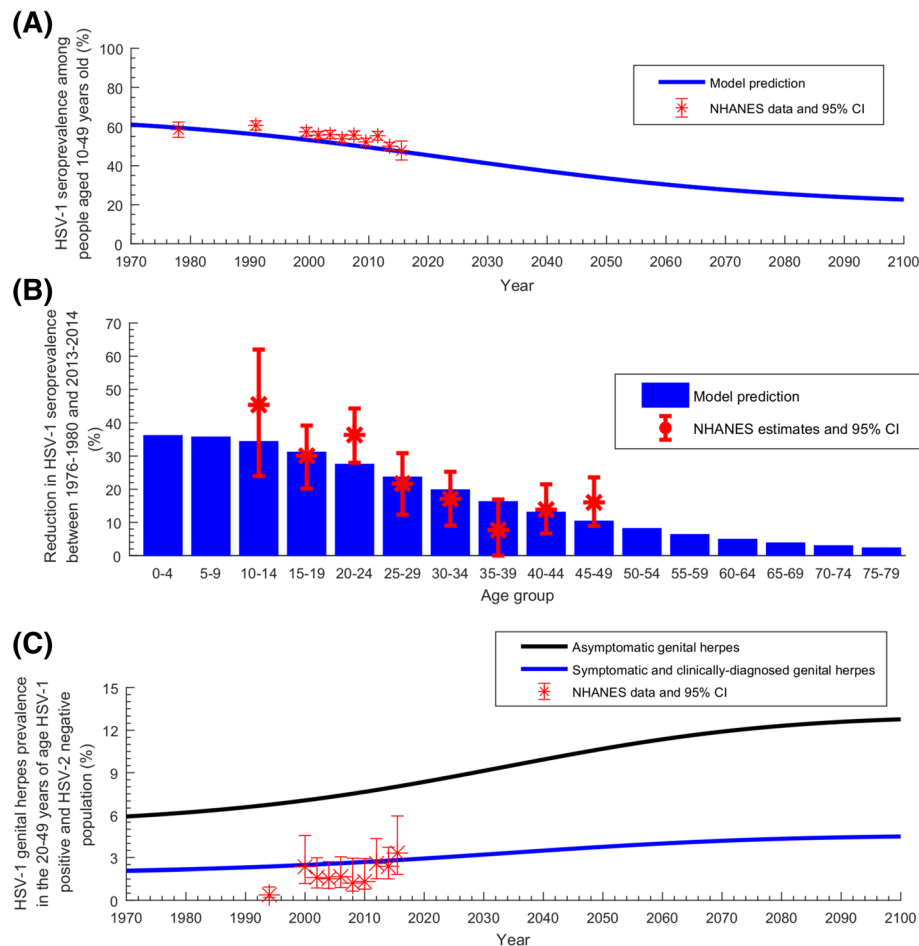 (A)
HSV-1 seroprevalence among
people aged 10-49 years old (%)
100
80
60
40
20
0
Model prediction
NHANES data and 95% CI
1970 1980 1990 2000 2010 2020 2030 2040 2050 2060 2070 2080 2090 2100
Year
(B)
Reduction in HSV-1 seroprevalence
between 1976-1980 and 2013-2014
(%)
70
60
50
40
30
20
10
0
Model prediction
NHANES estimates and 95% CI
0-4 5-9 10-14 15-19 20-24 25-29 30-34 35-39 40-44 45-49 50-54 55-59 60-64 65-69 70-74 75-79
Age group
(C)
Asymptomatic genital herpes
Symptomatic and clinically-diagnosed genital herpes
NHANES data and 95% CI
HSV-1 genital herpes prevalence
in the 20-49 years of age HSV-1
positive and HSV-2 negative
population (%)
15
12
9
6
3
0
1970 1980 1990 2000 2010 2020 2030 2040 2050 2060 2070 2080 2090 2100
Year